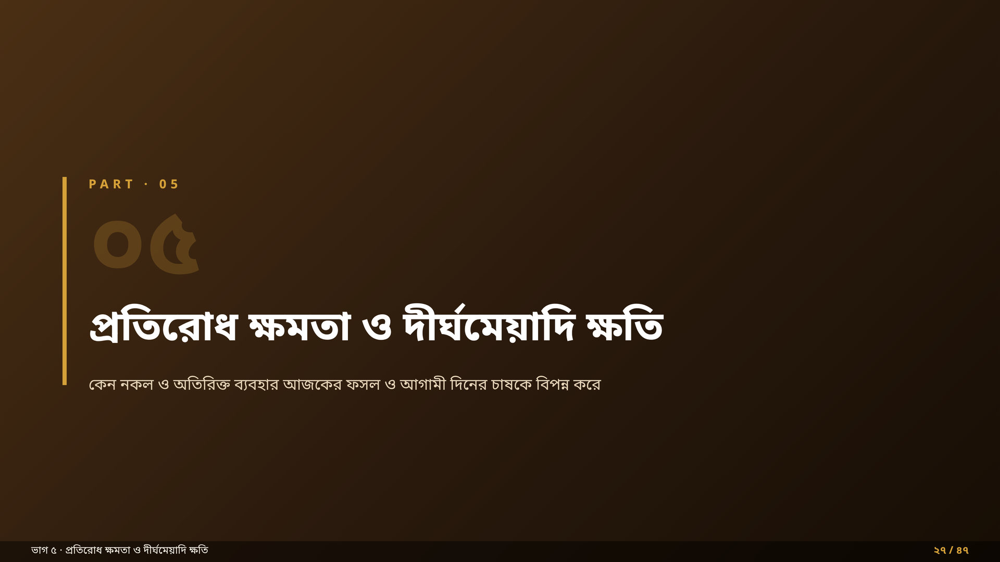 PART · 05
০৫
প্রতিরোধ ক্ষমতা ও দীর্ঘমেয়াদি ক্ষতি
কেন নকল ও অতিরিক্ত ব্যবহার আজকের ফসল ও আগামী দিনের চাষকে বিপন্ন করে
ভাগ ৫ · প্রতিরোধ ক্ষমতা ও দীর্ঘমেয়াদি ক্ষতি
২৭ / ৪৭